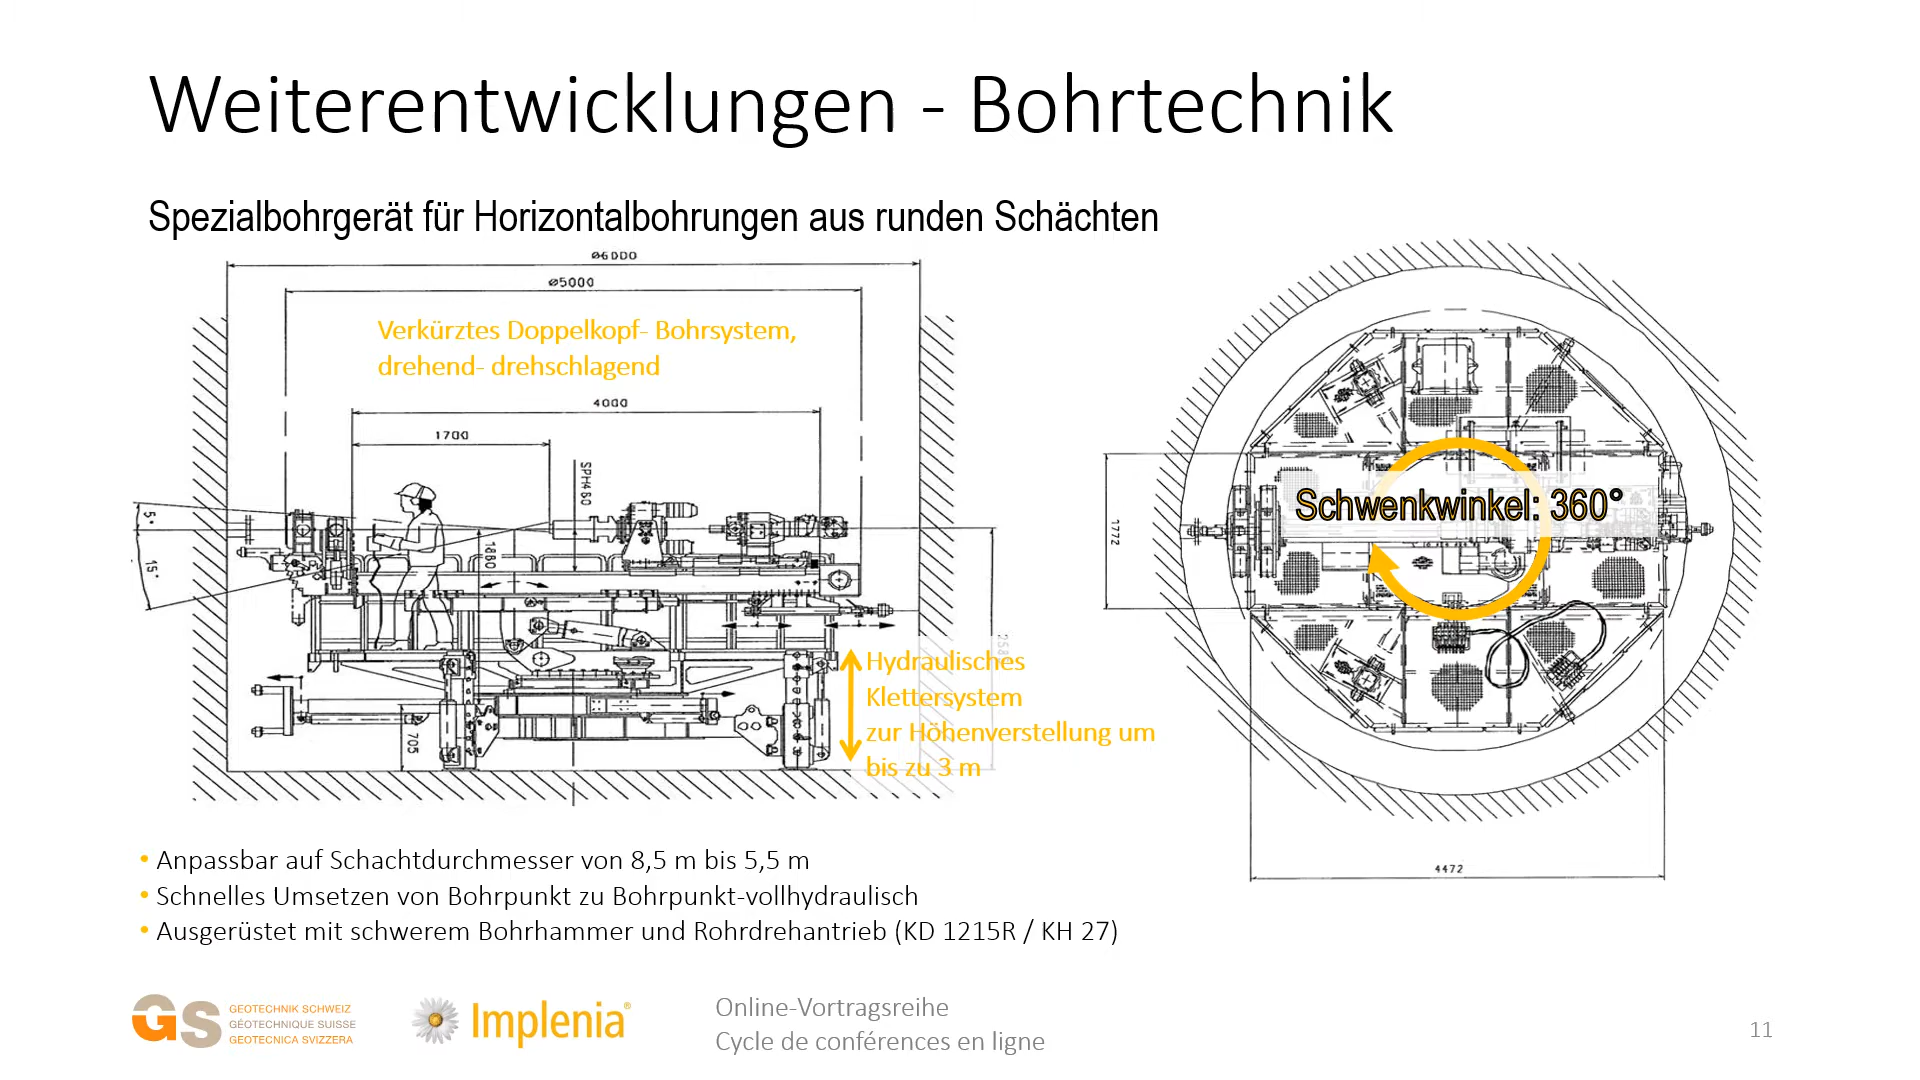 Weiterentwicklungen - Bohrtechnik
Spezialbohrgerät für Horizontalbohrungen aus runden Schächten
ø6000
ø5000
Verkürztes Doppelkopf- Bohrsystem,
drehend- drehschlagend
4000
1700
SPH460
5°
15°
1880
705
Hydraulisches
Klettersystem
zur Höhenverstellung um
bis zu 3 m
Schwenkwinkel: 360°
1772
4472
• Anpassbar auf Schachtdurchmesser von 8,5 m bis 5,5 m
• Schnelles Umsetzen von Bohrpunkt zu Bohrpunkt-vollhydraulisch
• Ausgerüstet mit schwerem Bohrhammer und Rohrdrehantrieb (KD 1215R / KH 27)
GS
GEOTECHNIK SCHWEIZ
GÉOTECHNIQUE SUISSE
GEOTECNICA SVIZZERA
Implenia®
Online-Vortragsreihe
Cycle de conférences en ligne
11